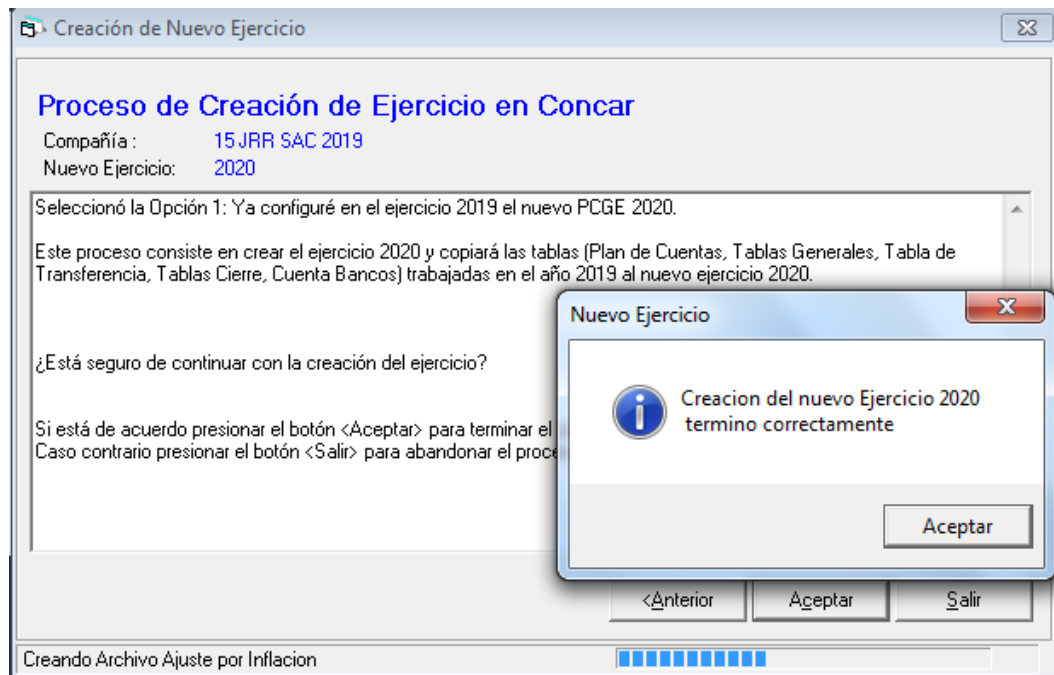 Creación de Nuevo Ejercicio
Proceso de Creación de Ejercicio en Concar
Compañía : 15 JRR SAC 2019
Nuevo Ejercicio: 2020
Seleccionó la Opción 1: Ya configuré en el ejercicio 2019 el nuevo PCGE 2020.
Este proceso consiste en crear el ejercicio 2020 y copiará las tablas (Plan de Cuentas, Tablas Generales, Tabla de
Transferencia, Tablas Cierre, Cuenta Bancos) trabajadas en el año 2019 al nuevo ejercicio 2020.
¿Está seguro de continuar con la creación del ejercicio?
Si está de acuerdo presionar el botón <Aceptar> para terminar el
Caso contrario presionar el botón <Salir> para abandonar el proce
Nuevo Ejercicio
Creacion del nuevo Ejercicio 2020
termino correctamente
Aceptar
<Anterior Aceptar Salir
Creando Archivo Ajuste por Inflacion